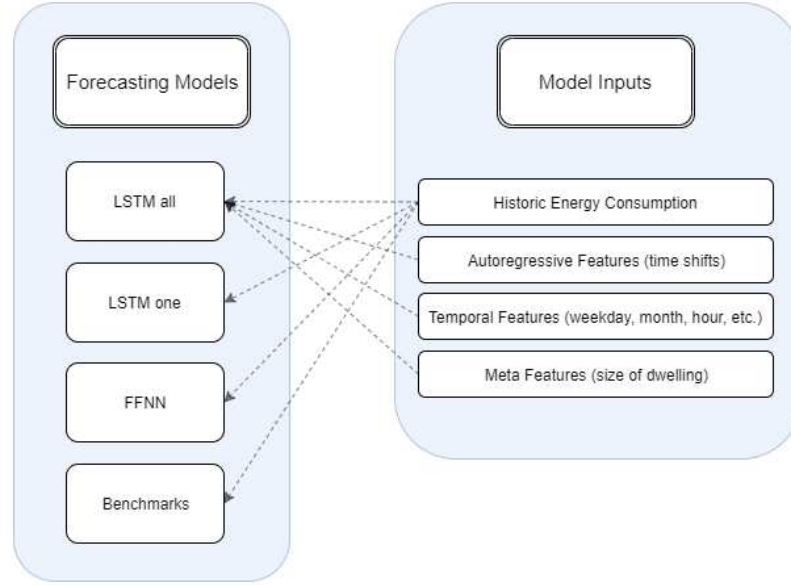 Forecasting Models
LSTM all
LSTM one
FFNN
Benchmarks
Model Inputs
Historic Energy Consumption
Autoregressive Features (time shifts)
Temporal Features (weekday, month, hour, etc.)
Meta Features (size of dwelling)